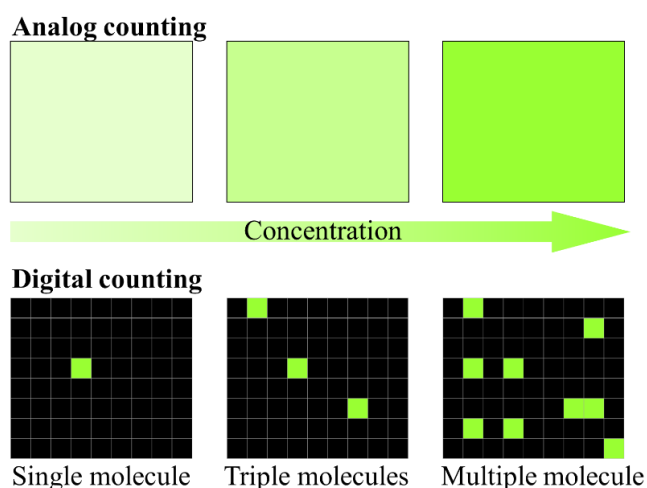 Analog counting
Concentration
Digital counting
Single molecule
Triple molecules
Multiple molecule